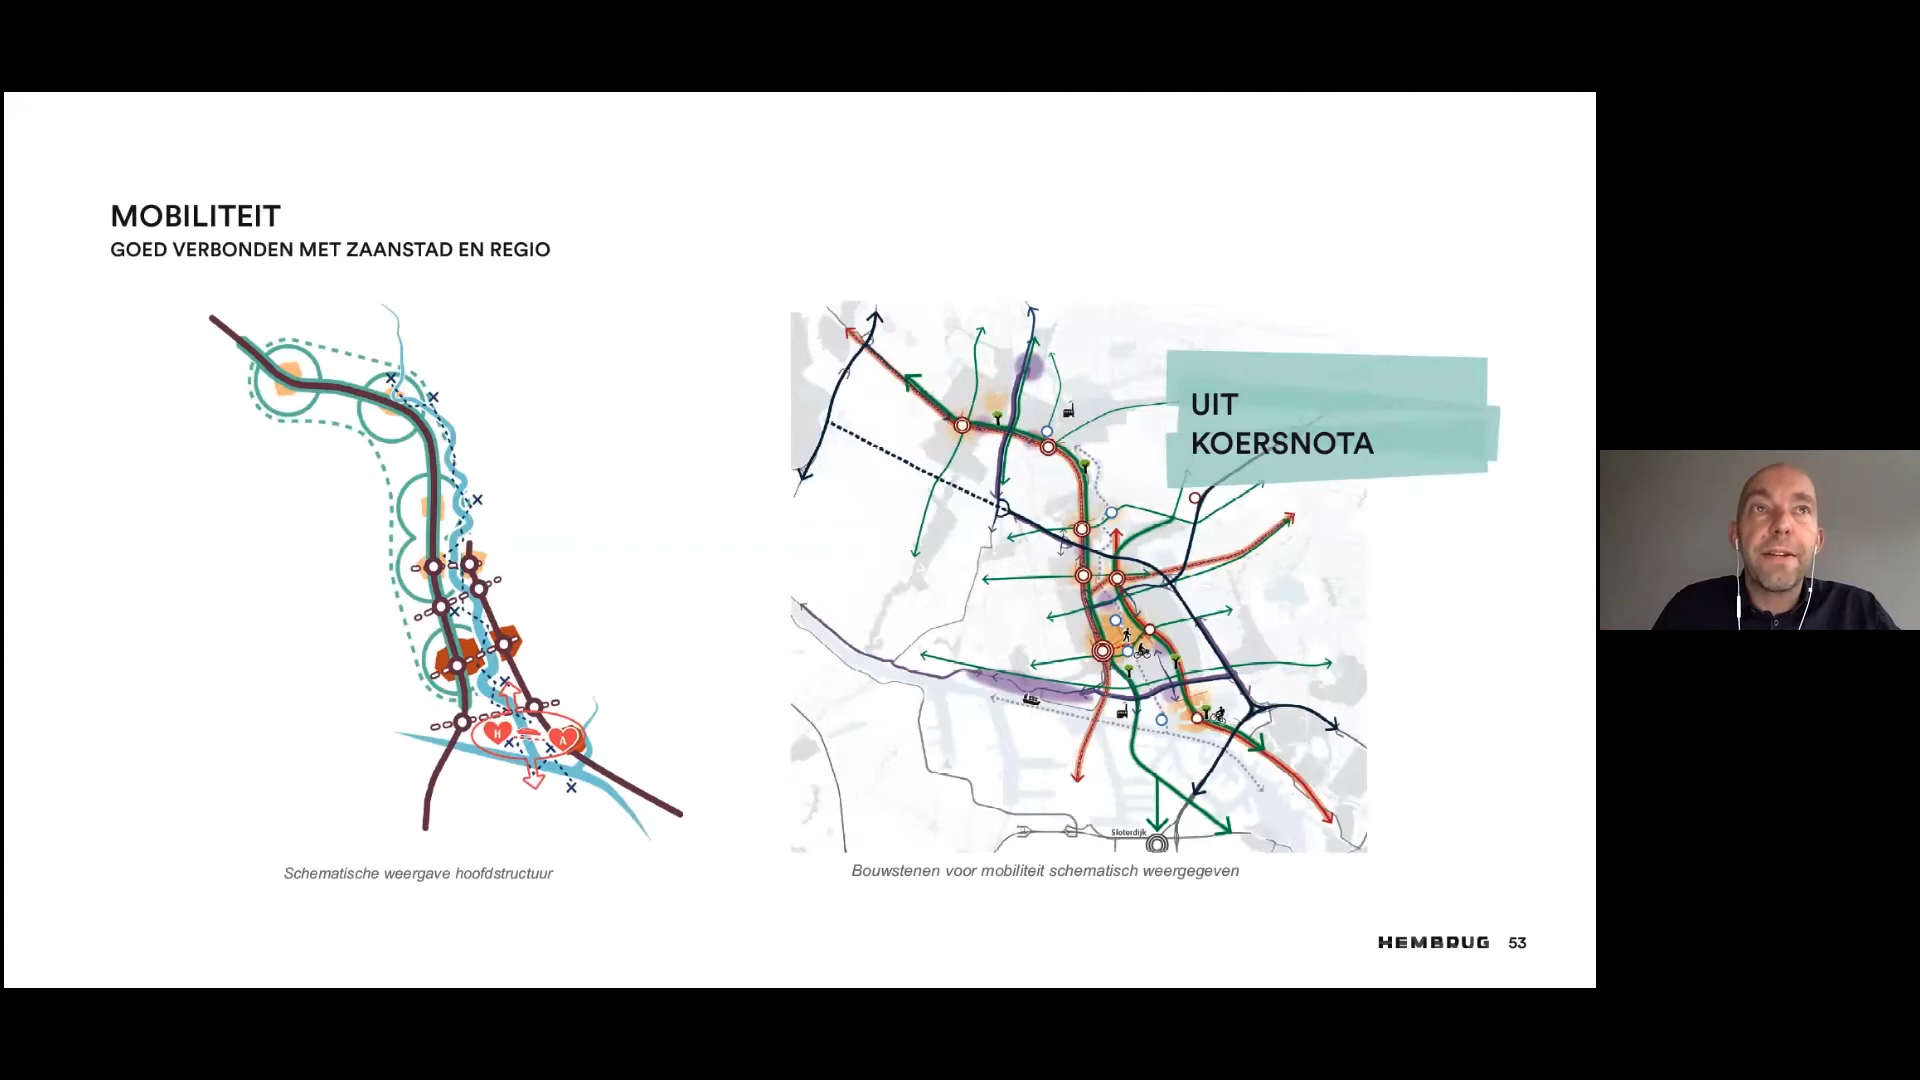 MOBILITEIT
GOED VERBONDEN MET ZAANSTAD EN REGIO
UIT
KOERSNOTA
H
A
Sloterdijk
Schematische weergave hoofdstructuur
Bouwstenen voor mobiliteit schematisch weergegeven
HEMBRUG 53